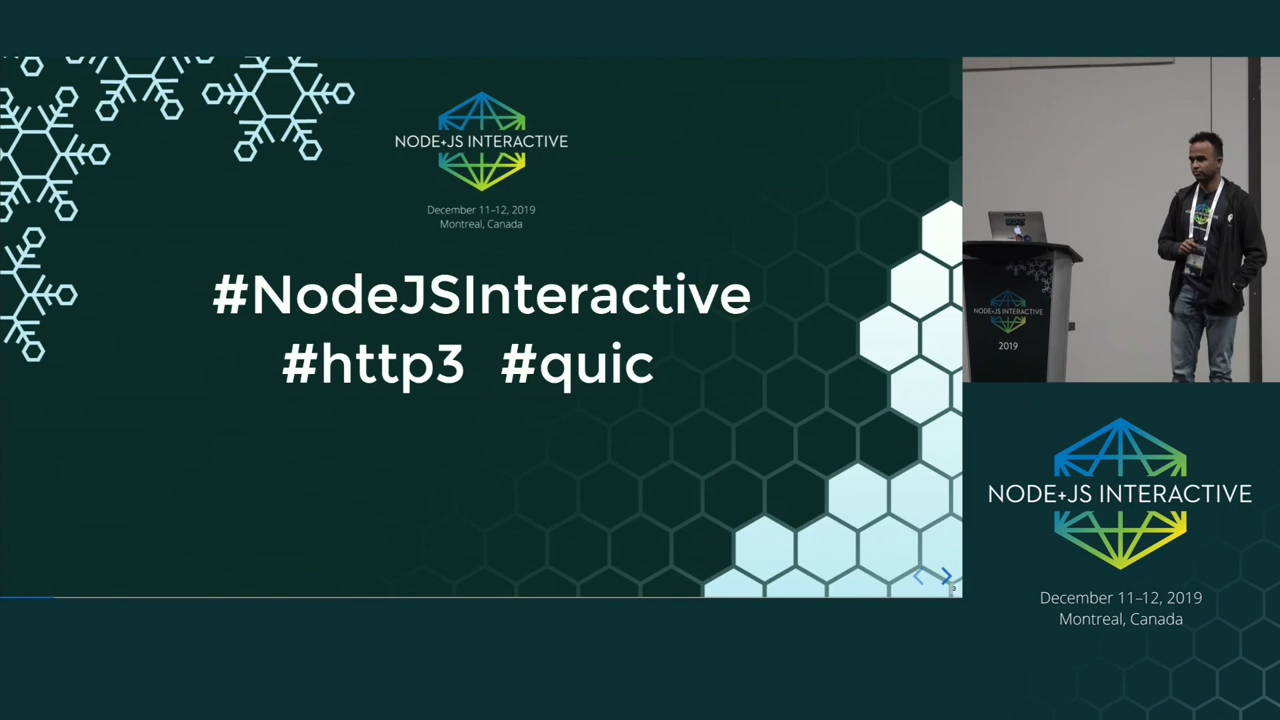 NODE+JS INTERACTIVE
December 11–12, 2019
Montreal, Canada
#NodeJSInteractive
#http3 #quic
NODE+JS INTERACTIVE
2019
NODE+JS INTERACTIVE
December 11–12, 2019
Montreal, Canada